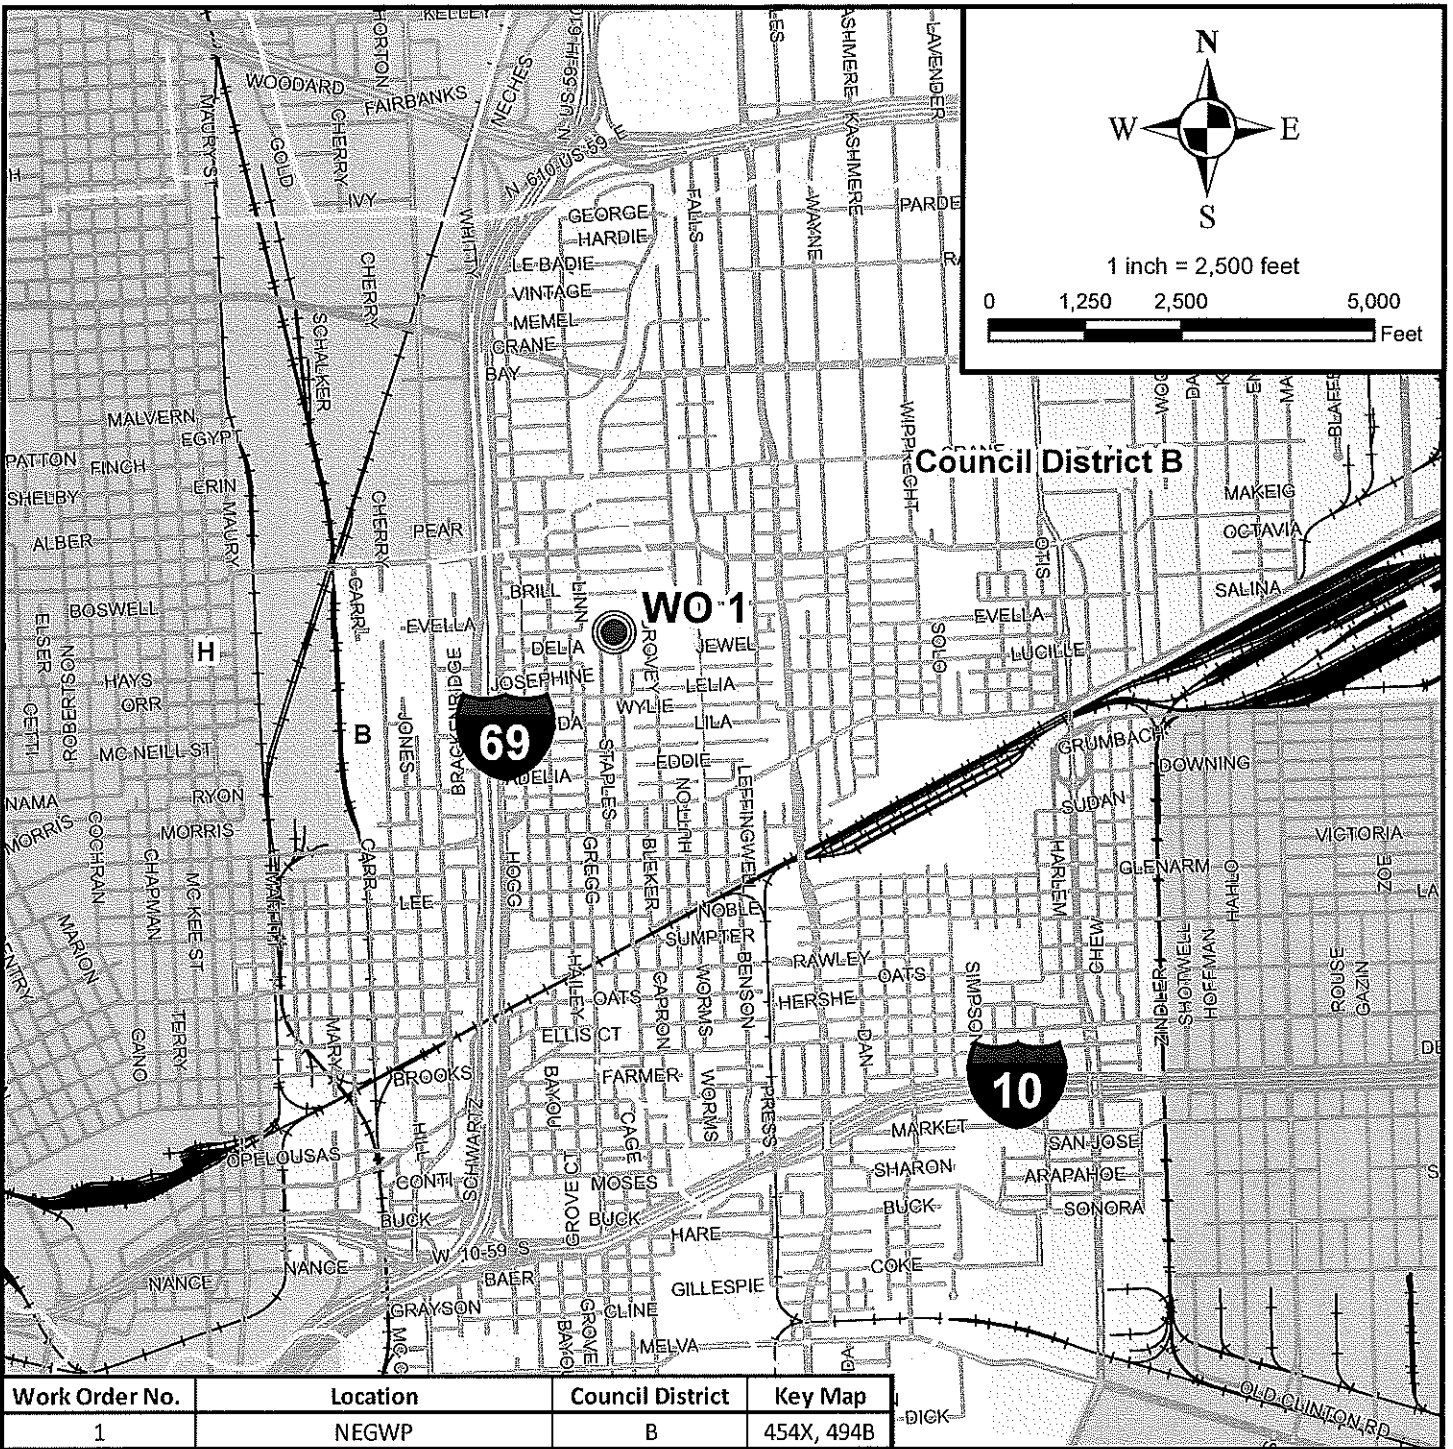 KELLEY
HORTON
WOODARD
FAIRBANKS
NECHES
LAVENDER
KASHMERE
N
W E
S
1 inch = 2,500 feet
0 1,250 2,500 5,000
Feet
MAURY ST
GOLD
CHERRY
IVY
N 610-US 59 E
WHITTY
GEORGE
HARDIE
LE BADIE
VINTAGE
MEMEL
CRANE
BAY
FALLS
WAYNE
CHERRY
SCHALKER
MALVERN
EGYPT
PATTON
FINCH
SHELBY
ERIN
ALBER
MAURY
CHERRY
PEAR
WIPPRECHT
Council District B
MAKEIG
OCTAVIA
SALINA
OTIS
BOSWELL
CARR
EVELLA
BRILL
LINN
WO 1
DELIA
JOSEPHINE
JEWEL
LELIA
WYLIE
LILA
EDDIE
STAPLES
SOLO
EVELLA
LUCILLE
H
ELSER
ROBERTSON
HAYS
ORR
MC NEILL ST
B
JONES
69
RYON
MORRIS
MORRIS
COCHRAN
CHAPMAN
MCKEE ST
MARION
CARR
LEE
HOGG
GREGG
BLEKER
HUTTON
LEFFINGWELL
NOBLE
SUMPTER
GRUMBACH
DOWNING
SUDAN
VICTORIA
GLENARM
HARLEM
HAHLO
ZOE
CHEW
RAWLEY
OATS
HERSHE
BENSON
WORMS
CAPRON
HAILEY
OATS
ELLIS CT
SIMPSON
DAN
ZINDLER
SHOTWELL
HOFFMAN
ROUSE
GAZIN
TERRY
GANO
MARY
BROOKS
BAYOU
FARMER
CAGE
WORMS
PRESS
10
MARKET
SAN JOSE
SHARON
ARAPAHOE
BUCK
SONORA
OPELOUSAS
HILL
CONTI
SCHWARTZ
BUCK
GROVE CT
MOSES
BUCK
HARE
W 10-59 S
NANCE
NANCE
BAER
GILLESPIE
COKE
GRAYSON
CLINE
GROVE
MELVA
OLD CLINTON RD
DICK
Work Order No. Location Council District Key Map
1 NEGWP B 454X, 494B